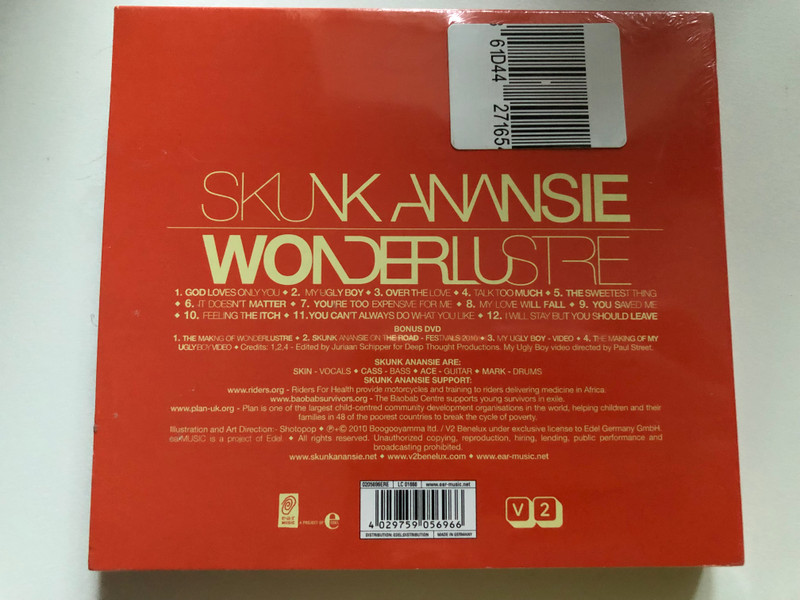 61D44 27165
SKUNK ANANSIE
WONDERLUSTRE
1. GOD LOVES ONLY YOU ◆ 2. MY UGLY BOY ◆ 3. OVER THE LOVE ◆ 4. TALK TOO MUCH ◆ 5. THE SWEETEST THING
◆ 6. IT DOESN'T MATTER ◆ 7. YOU'RE TOO EXPENSIVE FOR ME ◆ 8. MY LOVE WILL FALL ◆ 9. YOU SAVED ME
◆ 10. FEELING THE ITCH ◆ 11. YOU CAN'T ALWAYS DO WHAT YOU LIKE ◆ 12. I WILL STAY BUT YOU SHOULD LEAVE
BONUS DVD
1. THE MAKING OF WONDERLUSTRE ◆ 2. SKUNK ANANSIE ON THE ROAD - FESTIVALS 2010 ◆ 3. MY UGLY BOY - VIDEO ◆ 4. THE MAKING OF MY
UGLY BOY VIDEO ◆ Credits: 1,2,4 - Edited by Junaan Schipper for Deep Thought Productions. My Ugly Boy video directed by Paul Street.
SKUNK ANANSIE ARE:
SKIN - VOCALS ◆ CASS - BASS ◆ ACE - GUITAR ◆ MARK - DRUMS
SKUNK ANANSIE SUPPORT:
www.riders.org - Riders For Health provide motorcycles and training to riders delivering medicine in Africa:
www.baobabsurvivors.org - The Baobab Centre supports young survivors in exile.
www.plan-uk.org - Plan is one of the largest child-centred community development organisations in the world, helping children and their
families in 48 of the poorest countries to break the cycle of poverty.
Illustration and Art Direction:- Shotopop ◆ ℗+© 2010 Boogooyamma ltd. / V2 Benelux under exclusive license to Edel Germany GmbH.
earMUSIC is a project of Edel. ◆ All rights reserved. Unauthorized copying, reproduction, hiring, lending, public performance and
broadcasting prohibited.
www.skunkanansie.net ◆ www.v2benelux.com ◆ www.ear-music.net
0205696ERE | LC 01666 | www.ear-music.net
ear MUSIC A PROJECT OF e edel
4 029759 056966
V2
DISTRIBUTION: EDEL:DISTRIBUTION | MADE IN GERMANY